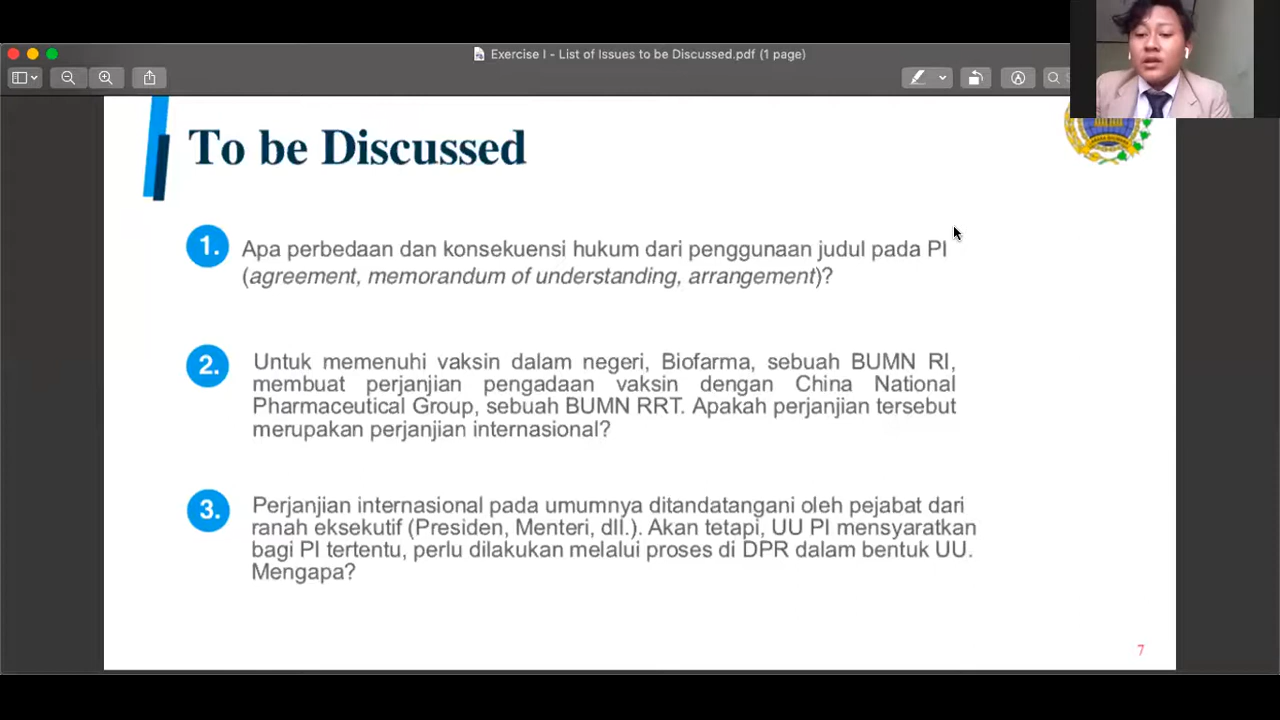 Exercise I - List of Issues to be Discussed.pdf (1 page)
To be Discussed
1. Apa perbedaan dan konsekuensi hukum dari penggunaan judul pada PI
(agreement, memorandum of understanding, arrangement)?
2. Untuk memenuhi vaksin dalam negeri, Biofarma, sebuah BUMN RI,
membuat perjanjian pengadaan vaksin dengan China National
Pharmaceutical Group, sebuah BUMN RRT. Apakah perjanjian tersebut
merupakan perjanjian internasional?
3. Perjanjian internasional pada umumnya ditandatangani oleh pejabat dari
ranah eksekutif (Presiden, Menteri, dll.). Akan tetapi, UU PI mensyaratkan
bagi PI tertentu, perlu dilakukan melalui proses di DPR dalam bentuk UU.
Mengapa?
7